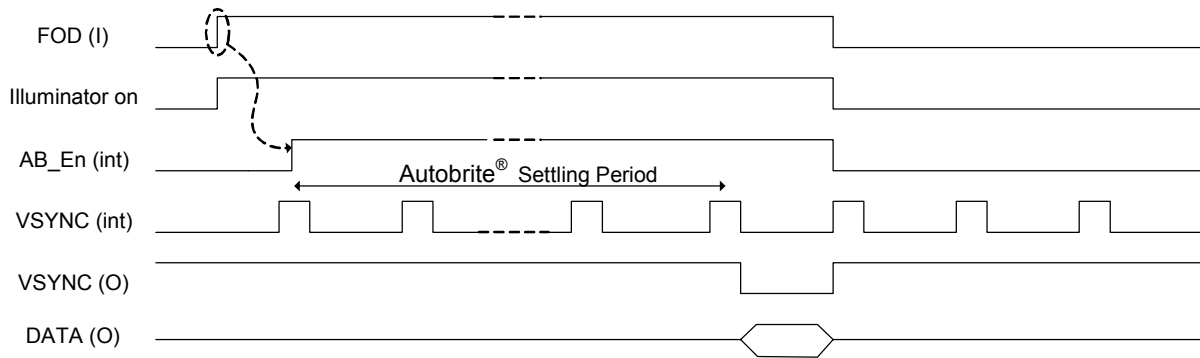 FOD (I)
Illuminator on
AB_En (int)
Autobrite® Settling Period
VSYNC (int)
VSYNC (O)
DATA (O)